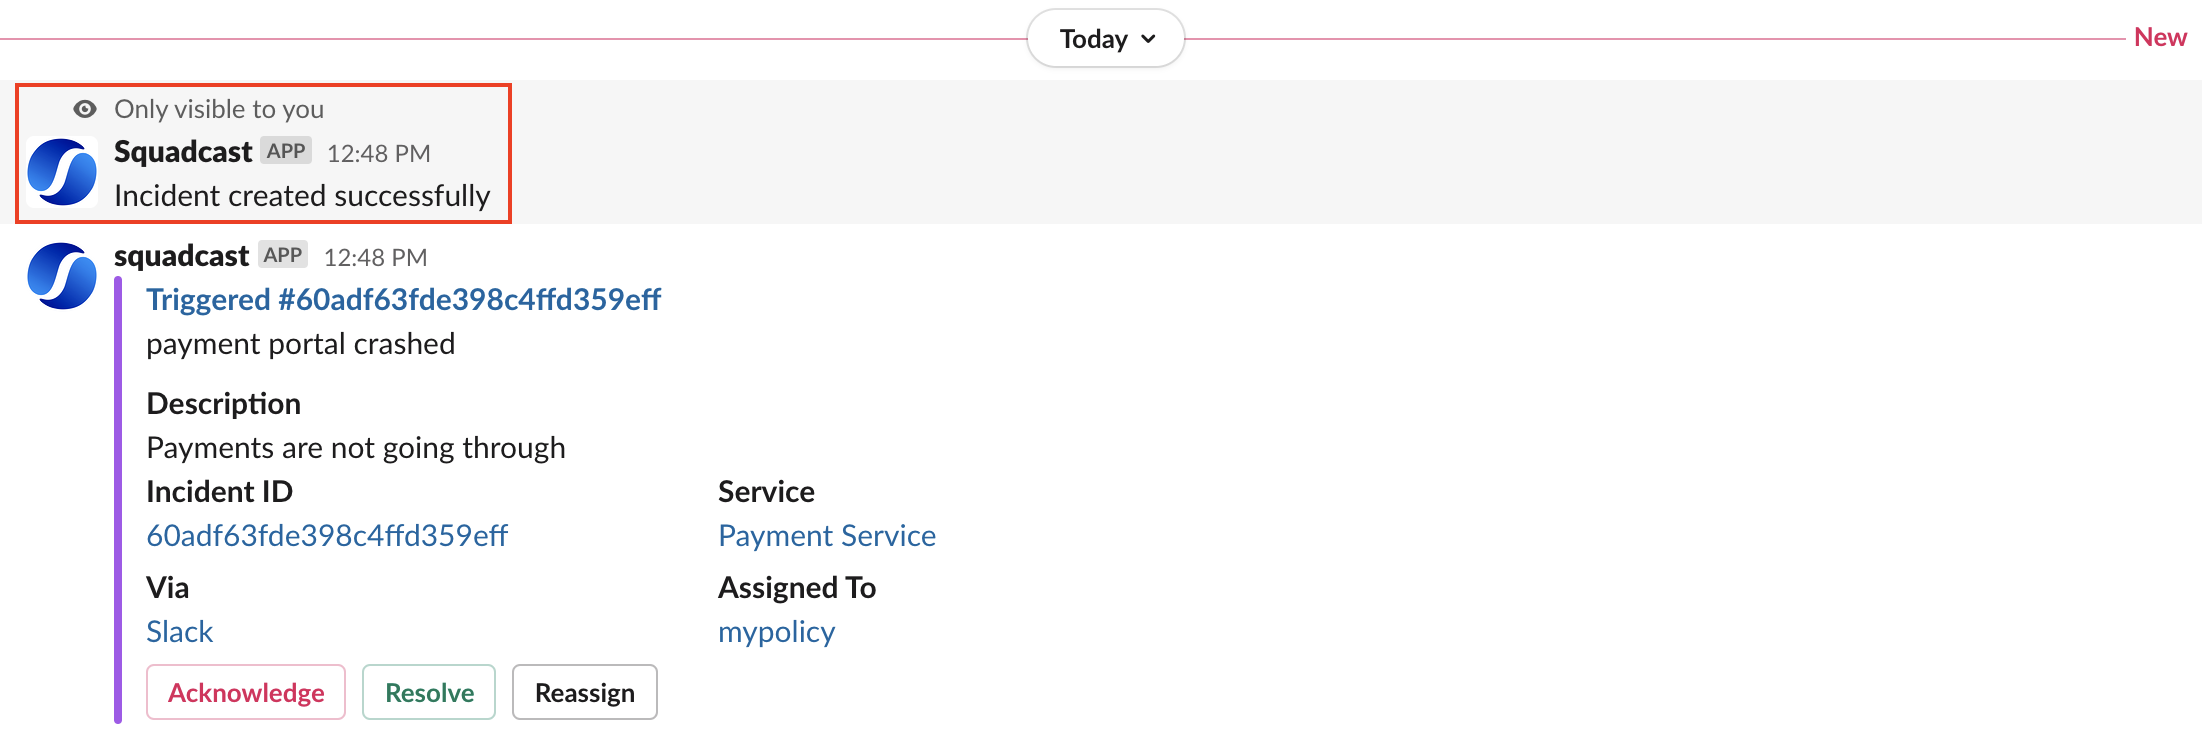 Today
New
Only visible to you
Squadcast APP 12:48 PM
Incident created successfully
squadcast APP 12:48 PM
Triggered #60adf63fde398c4ffd359eff
payment portal crashed
Description
Payments are not going through
Incident ID Service
60adf63fde398c4ffd359eff Payment Service
Via Assigned To
Slack mypolicy
Acknowledge Resolve Reassign